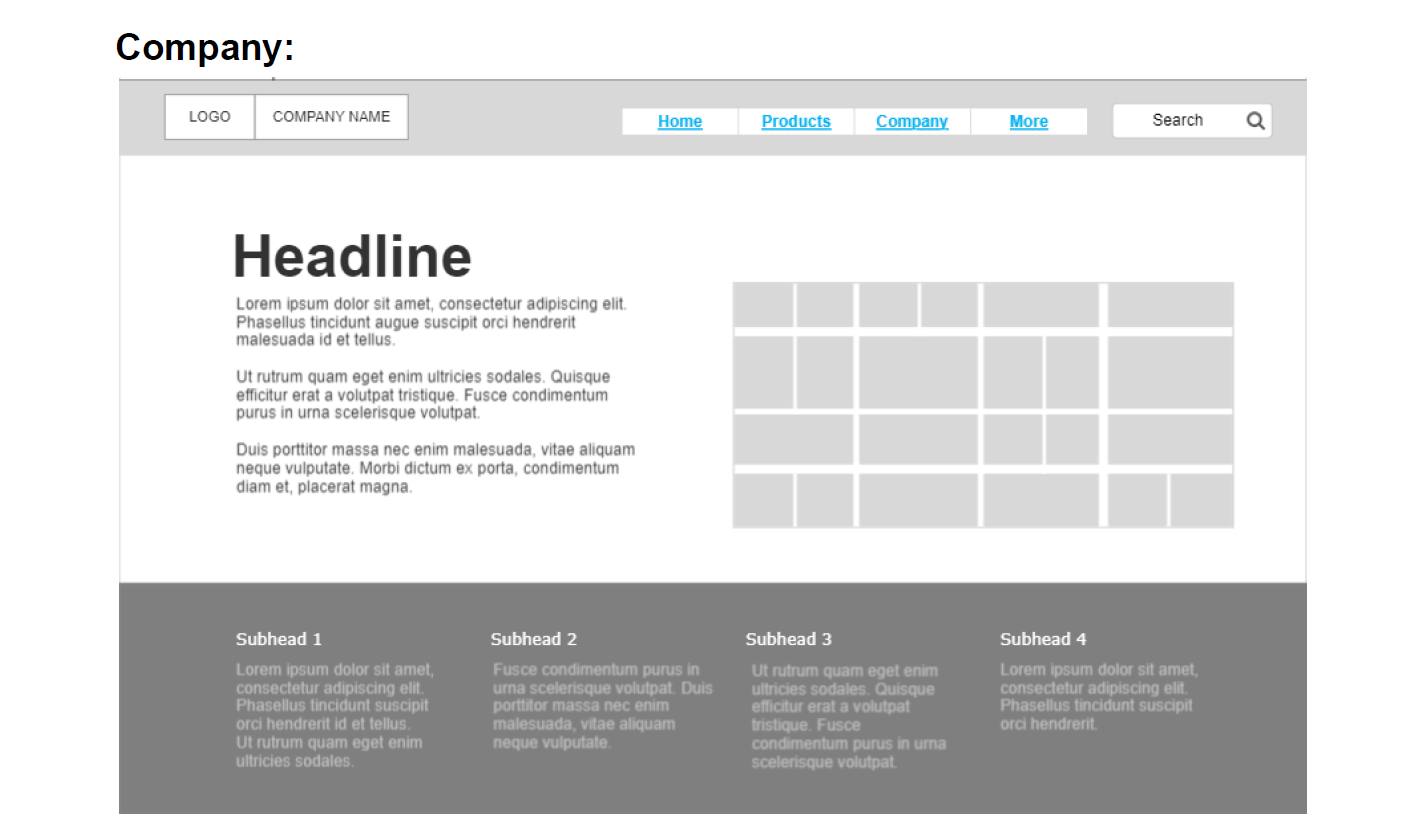 Company:
LOGO
COMPANY NAME
Home
Products
Company
More
Search
Headline
Lorem ipsum dolor sit amet, consectetur adipiscing elit.
Phasellus tincidunt augue suscipit orci hendrerit
malesuada id et tellus.
Ut rutrum quam eget enim ultricies sodales. Quisque
efficitur erat a volutpat tristique. Fusce condimentum
purus in urna scelerisque volutpat.
Duis porttitor massa nec enim malesuada, vitae aliquam
neque vulputate. Morbi dictum ex porta, condimentum
diam et, placerat magna.
Subhead 1
Lorem ipsum dolor sit amet,
consectetur adipiscing elit.
Phasellus tincidunt suscipit
orci hendrerit id et tellus.
Ut rutrum quam eget enim
ultricies sodales.
Subhead 2
Fusce condimentum purus in
urna scelerisque volutpat. Duis
porttitor massa nec enim
malesuada, vitae aliquam
neque vulputate.
Subhead 3
Ut rutrum quam eget enim
ultricies sodales. Quisque
efficitur erat a volutpat
tristique. Fusce
condimentum purus in urna
scelerisque volutpat.
Subhead 4
Lorem ipsum dolor sit amet,
consectetur adipiscing elit.
Phasellus tincidunt suscipit
orci hendrerit.